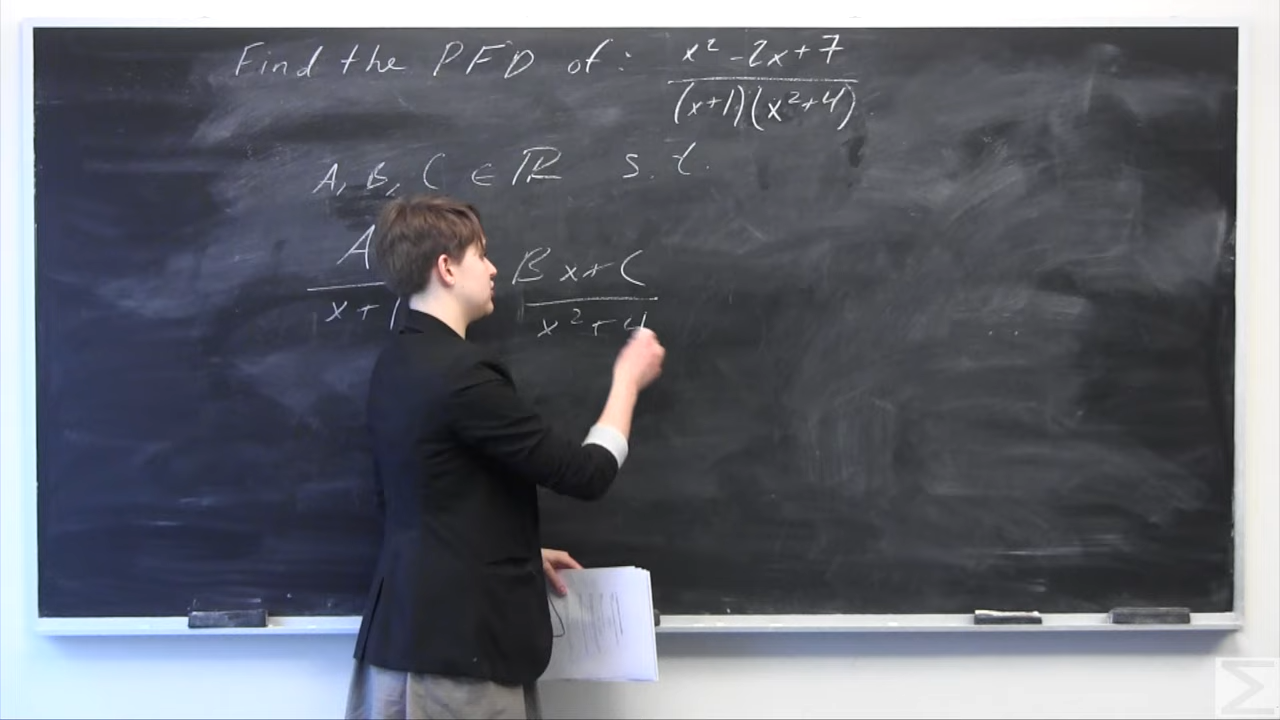 Find the PFD of: x² -2x+7
(x+1)(x²+4)
A, B, C ∈ ℝ s.t.
A Bx+C
x+1 x²+4
Σ